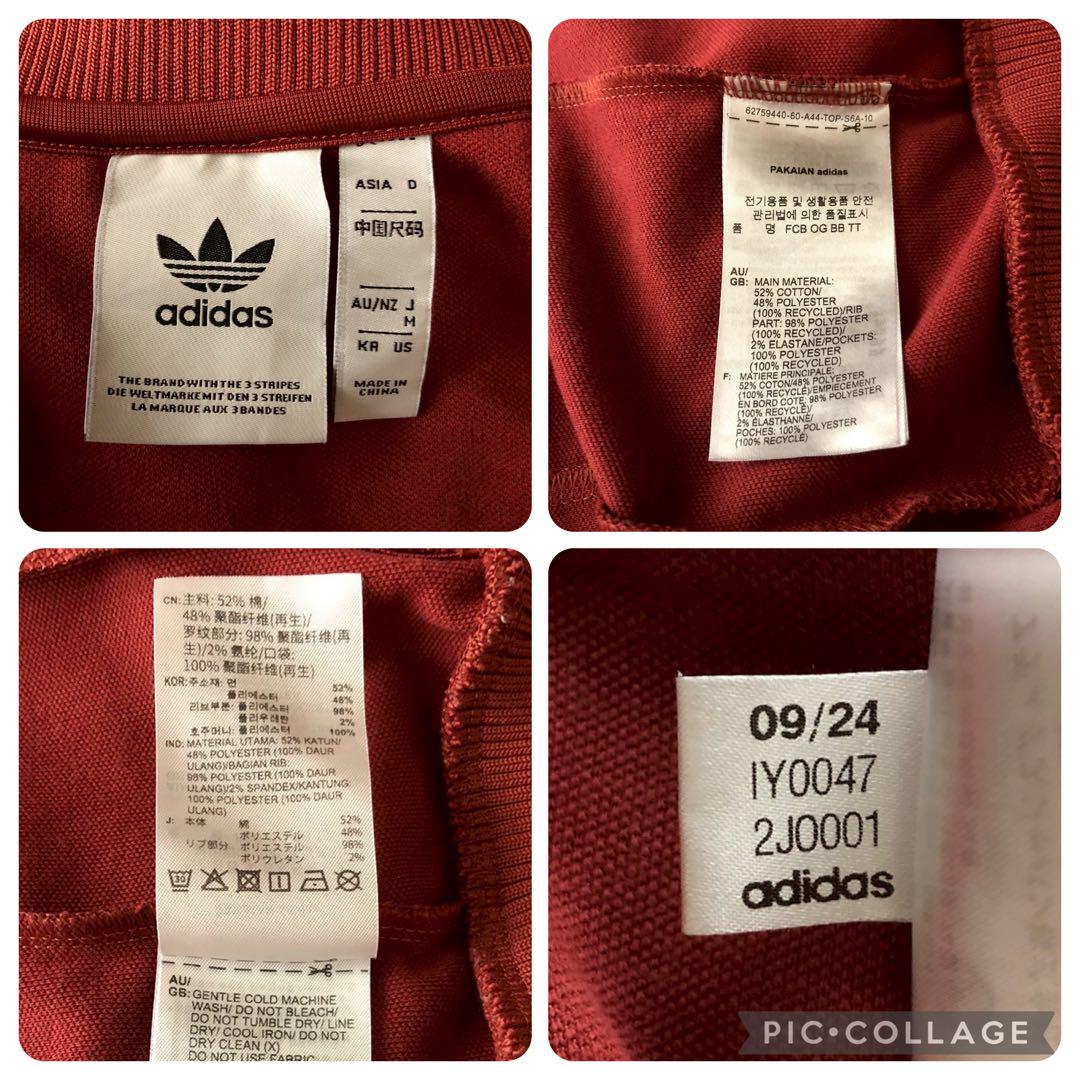 adidas
THE BRAND WITH THE 3 STRIPES
DIE WELTMARKE MIT DEN 3 STREIFEN
LA MARQUE AUX 3 BANDES
ASIA D
中国尺码
AU/NZ J
M
KR US
MADE IN
CHINA
62759440-60-A44-TOP-S6A-10
PAKAIAN adidas
전기용품 및 생활용품 안전
관리법에 의한 품질표시
품 명 FCB OG BB TT
AU/
GB: MAIN MATERIAL:
52% COTTON/
48% POLYESTER
(100% RECYCLED)/RIB
PART: 98% POLYESTER
(100% RECYCLED)/
2% ELASTANE/POCKETS:
100% POLYESTER
(100% RECYCLED)
F: MATIÈRE PRINCIPALE:
52% COTON/48% POLYESTER
(100% RECYCLÉ)/EMPIECEMENT
EN BORD COTE: 98% POLYESTER
(100% RECYCLÉ)/
2% ÉLASTHANNE/
POCHES: 100% POLYESTER
(100% RECYCLÉ)
CN: 主料: 52% 棉/
48% 聚酯纤维(再生)/
罗纹部分: 98% 聚酯纤维(再
生)/2% 氨纶/口袋:
100% 聚酯纤维(再生)
KOR: 주소재: 면 52%
폴리에스터 48%
리브부분: 폴리에스터 98%
폴리우레탄 2%
호주머니: 폴리에스터 100%
IND: MATERIAL UTAMA: 52% KATUN/
48% POLYESTER (100% DAUR
ULANG)/BAGIAN RIB:
98% POLYESTER (100% DAUR
ULANG)/2% SPANDEX/KANTUNG:
100% POLYESTER (100% DAUR
ULANG)
J: 本体 綿 52%
ポリエステル 48%
リブ部分 ポリエステル 98%
ポリウレタン 2%
30
AU/
GB: GENTLE COLD MACHINE
WASH/ DO NOT BLEACH/
DO NOT TUMBLE DRY/ LINE
DRY/ COOL IRON/ DO NOT
DRY CLEAN (X)
DO NOT USE FABRIC
09/24
IY0047
2J0001
adidas
PIC•COLLAGE